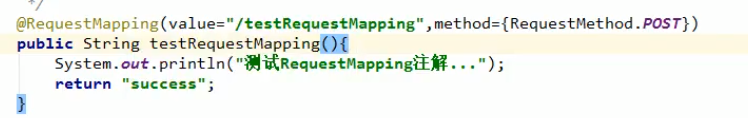 */
@RequestMapping(value="/testRequestMapping",method={RequestMethod.POST})
public String testRequestMapping(){
System.out.println("测试RequestMapping注解...");
return "success";
}